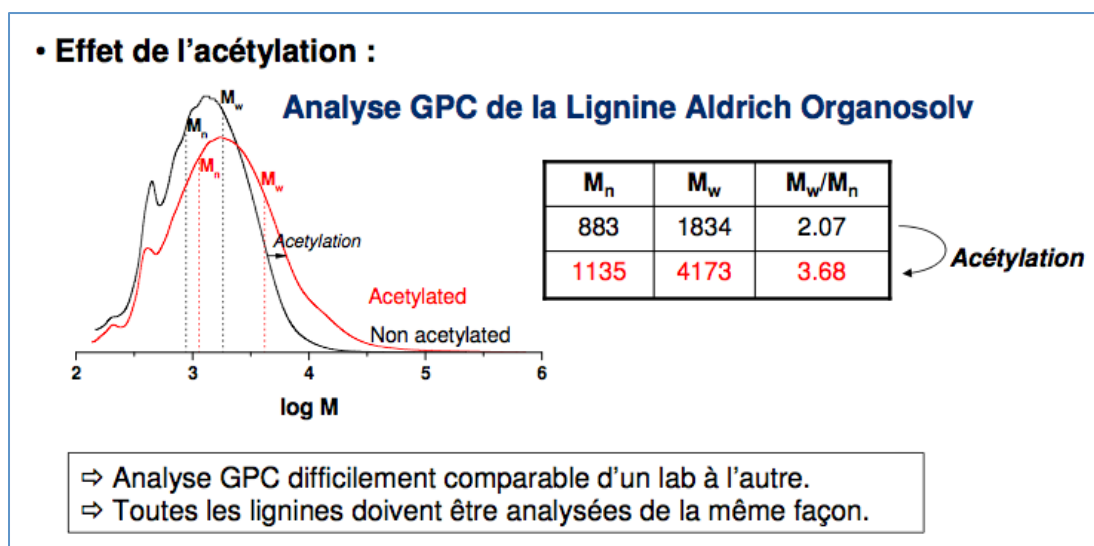 • Effet de l'acétylation :
Analyse GPC de la Lignine Aldrich Organosolv
Mw
Mn
Mn
Mw
Acetylation
Acetylated
Non acetylated
2 3 4 5 6
log M
Mn Mw Mw/Mn
883 1834 2.07
1135 4173 3.68
Acétylation
⇨ Analyse GPC difficilement comparable d'un lab à l'autre.
⇨ Toutes les lignines doivent être analysées de la même façon.